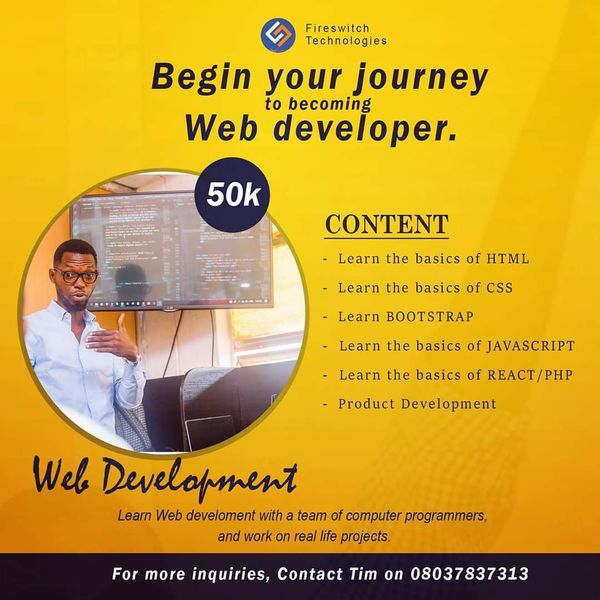 Fireswitch
Technologies
Begin your journey
to becoming
Web developer.
50k
CONTENT
- Learn the basics of HTML
- Learn the basics of CSS
- Learn BOOTSTRAP
- Learn the basics of JAVASCRIPT
- Learn the basics of REACT/PHP
- Product Development
Web Development
Learn Web develoment with a team of computer programmers,
and work on real life projects.
For more inquiries, Contact Tim on 08037837313